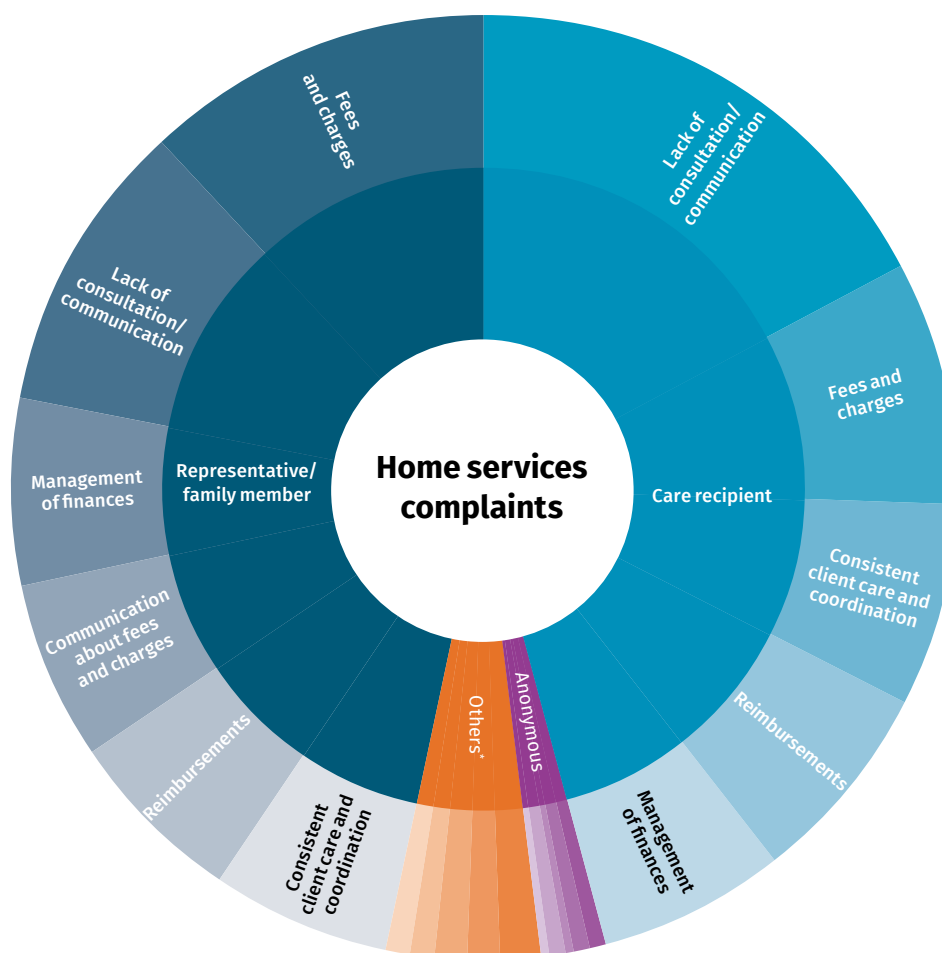 Fees
and charges
Lack of
consultation/
communication
Lack of
consultation/
communication
Fees and
charges
Management
of finances
Representative/
family member
Home services
complaints
Care recipient
Consistent
client care and
coordination
Communication
about fees
and charges
Reimbursements
Others*
Anonymous
Reimbursements
Consistent
client care and
coordination
Management
of finances